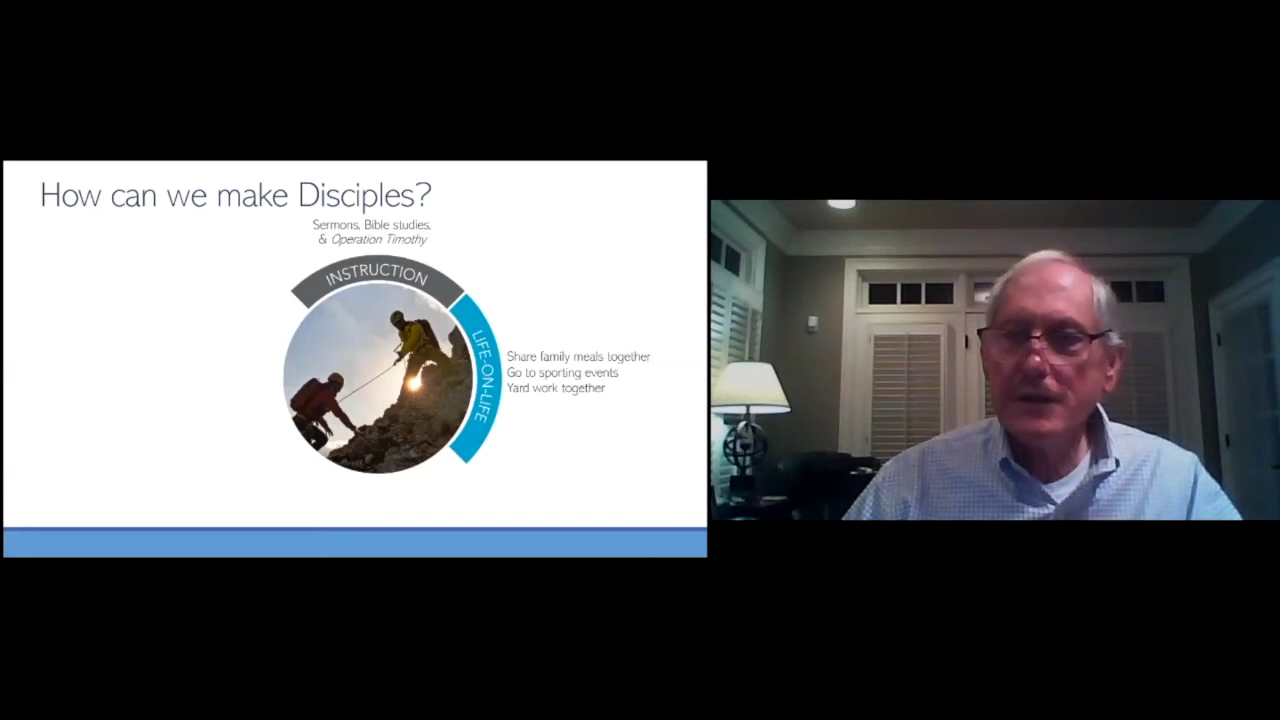 How can we make Disciples?
Sermons, Bible studies,
& Operation Timothy
INSTRUCTION
LIFE-ON-LIFE
Share family meals together
Go to sporting events
Yard work together